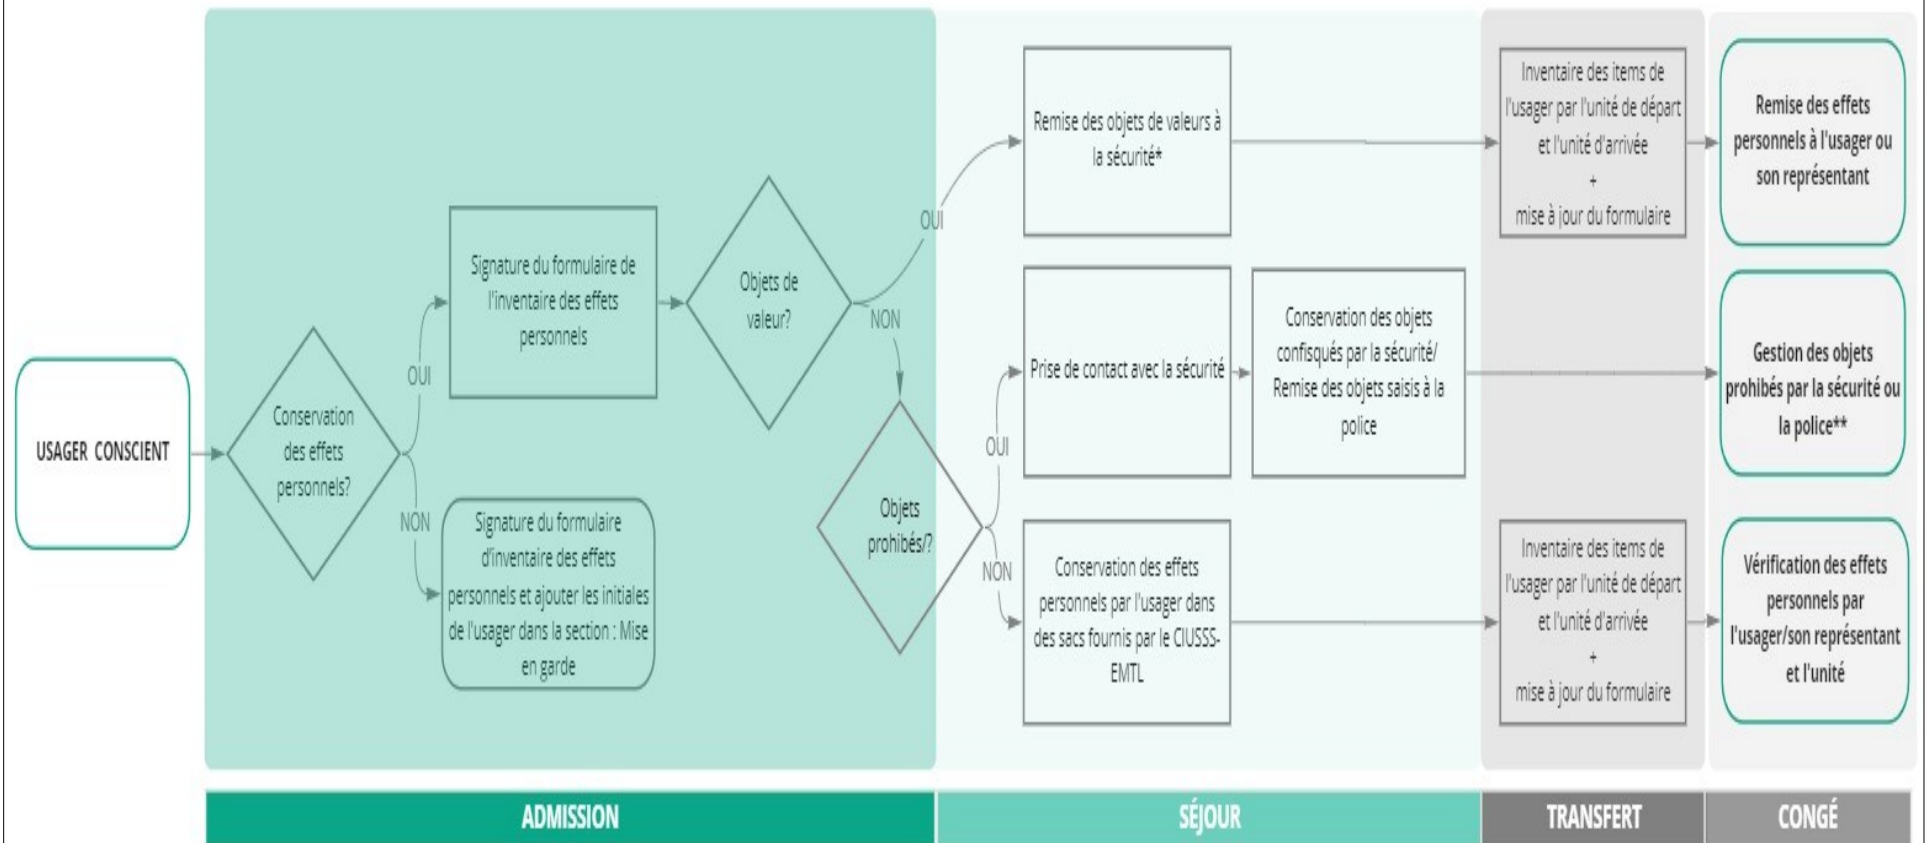 USAGER CONSCIENT
Conservation
des effets
personnels?
OUI
NON
Signature du formulaire de
l'inventaire des effets
personnels
Signature du formulaire
d'inventaire des effets
personnels et ajouter les initiales
de l'usager dans la section : Mise
en garde
Objets de
valeur?
OUI
NON
Objets
prohibés/?
OUI
NON
Remise des objets de valeurs à
la sécurité*
Prise de contact avec la sécurité
Conservation des objets
confisqués par la sécurité/
Remise des objets saisis à la
police
Conservation des effets
personnels par l'usager dans
des sacs fournis par le CIUSSS-
EMTL
Inventaire des items de
l'usager par l'unité de départ
et l'unité d'arrivée
+
mise à jour du formulaire
Inventaire des items de
l'usager par l'unité de départ
et l'unité d'arrivée
+
mise à jour du formulaire
Remise des effets
personnels à l'usager ou
son représentant
Gestion des objets
prohibés par la sécurité ou
la police**
Vérification des effets
personnels par
l'usager/son représentant
et l'unité
ADMISSION
SÉJOUR
TRANSFERT
CONGÉ